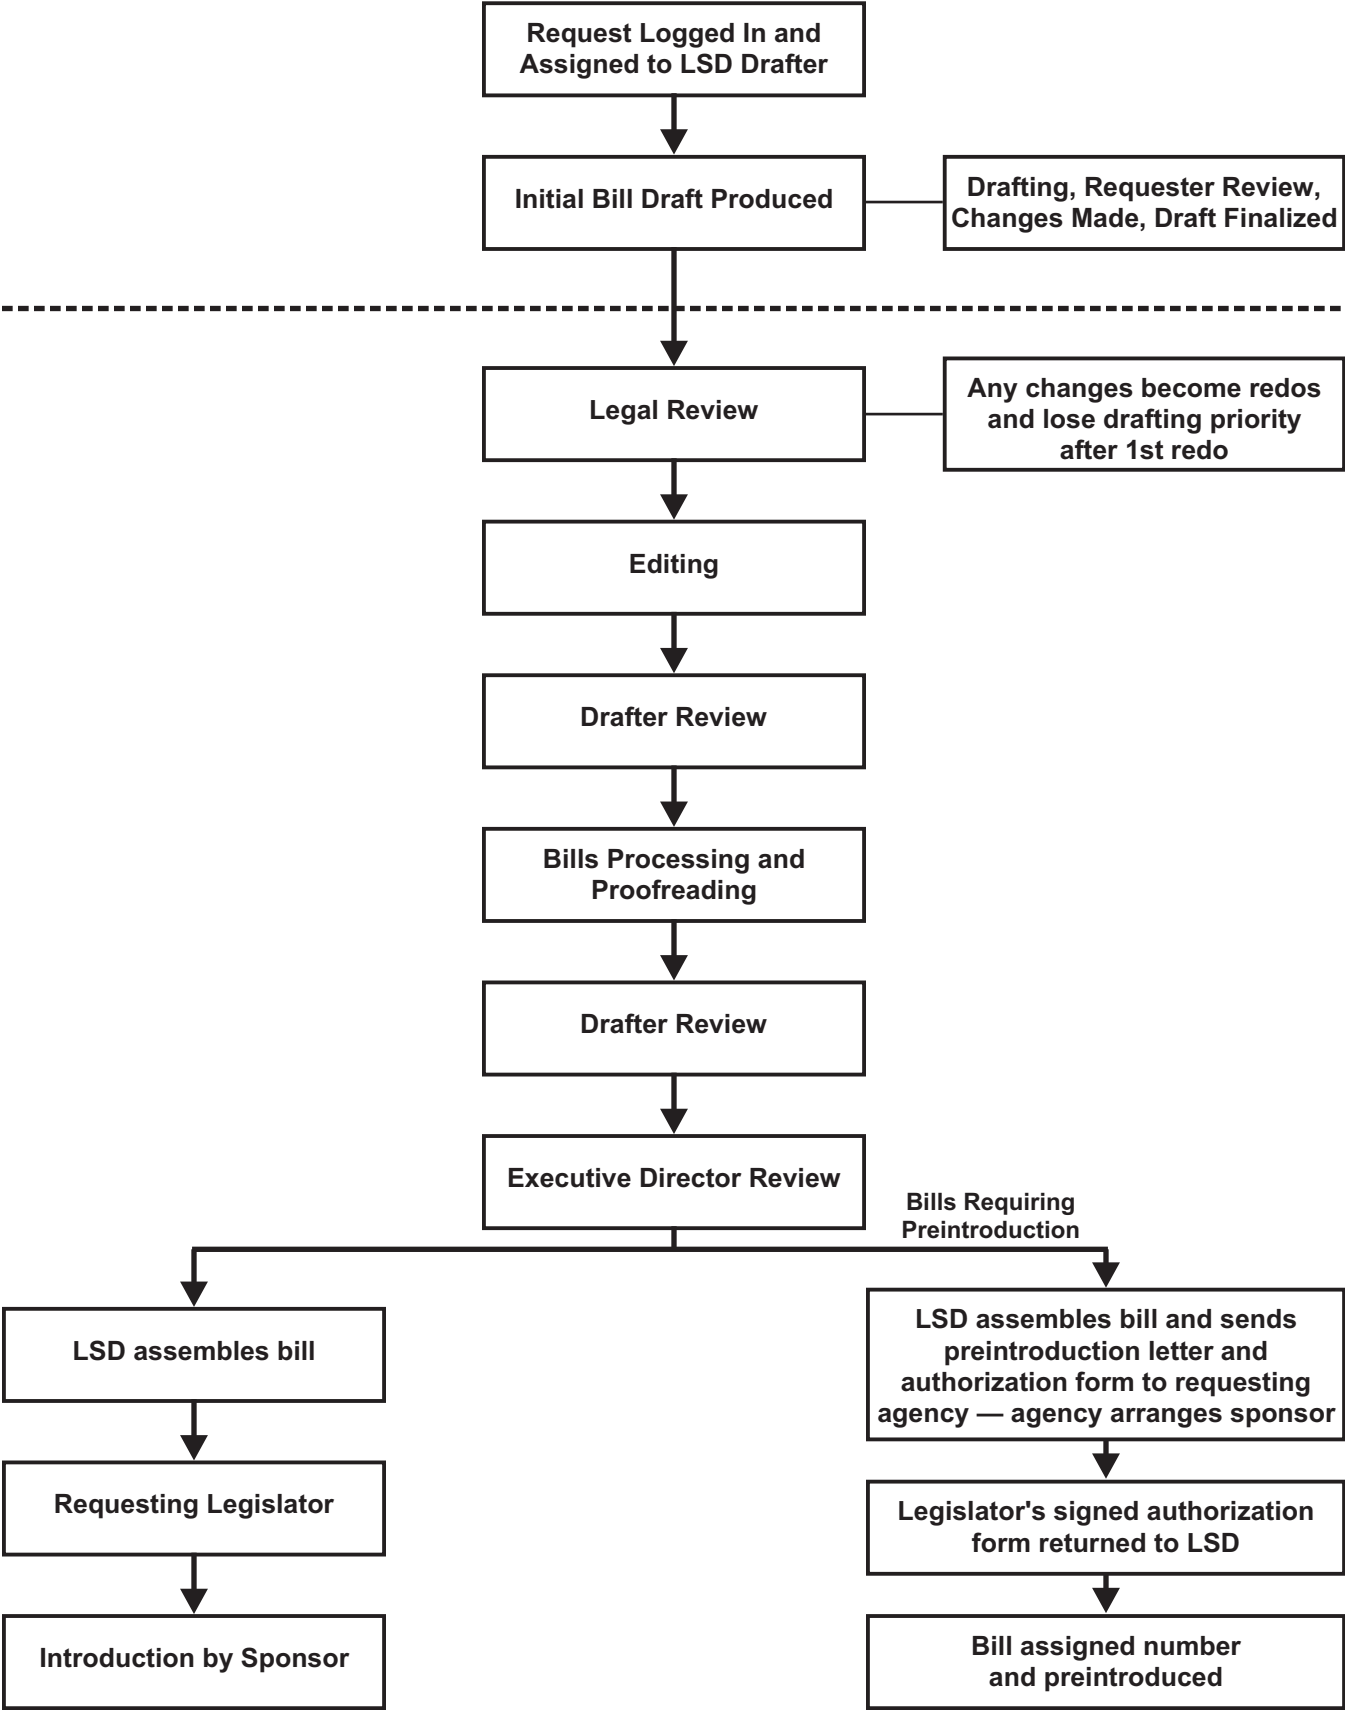 Request Logged In and
Assigned to LSD Drafter
Initial Bill Draft Produced
Drafting, Requester Review,
Changes Made, Draft Finalized
Legal Review
Any changes become redos
and lose drafting priority
after 1st redo
Editing
Drafter Review
Bills Processing and
Proofreading
Drafter Review
Executive Director Review
Bills Requiring
Preintroduction
LSD assembles bill
Requesting Legislator
Introduction by Sponsor
LSD assembles bill and sends
preintroduction letter and
authorization form to requesting
agency — agency arranges sponsor
Legislator's signed authorization
form returned to LSD
Bill assigned number
and preintroduced